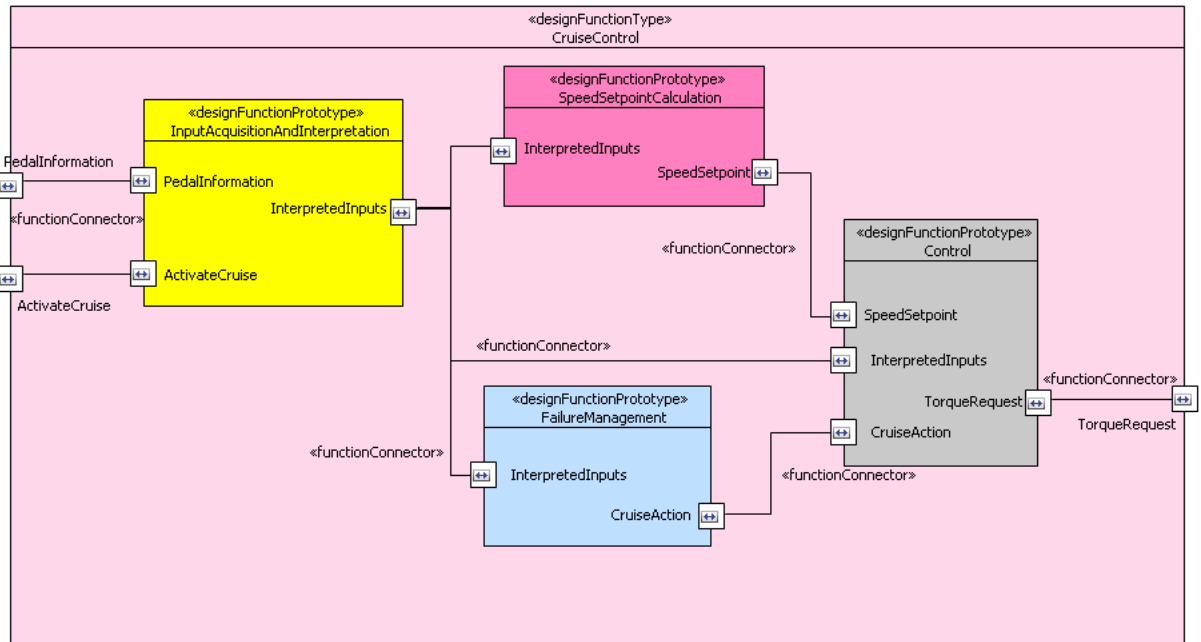 «designFunctionType»
CruiseControl
«designFunctionPrototype»
SpeedSetpointCalculation
InterpretedInputs
SpeedSetpoint
«designFunctionPrototype»
InputAcquisitionAndInterpretation
PedalInformation
PedalInformation
InterpretedInputs
«functionConnector»
ActivateCruise
ActivateCruise
«functionConnector»
«designFunctionPrototype»
Control
SpeedSetpoint
«functionConnector»
InterpretedInputs
TorqueRequest
CruiseAction
«functionConnector»
TorqueRequest
«designFunctionPrototype»
FailureManagement
«functionConnector»
InterpretedInputs
CruiseAction
«functionConnector»